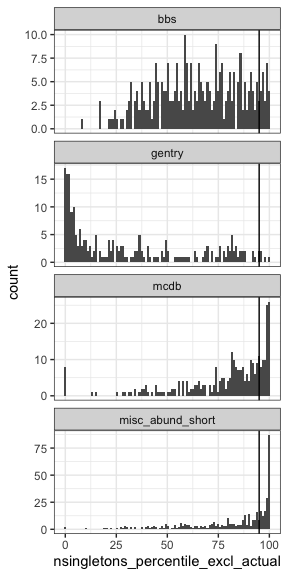 bbs
10.0
7.5
5.0
2.5
0.0
gentry
15
10
5
0
mcdb
20
10
0
misc_abund_short
75
50
25
0
count
0 25 50 75 100
nsingletons_percentile_excl_actual